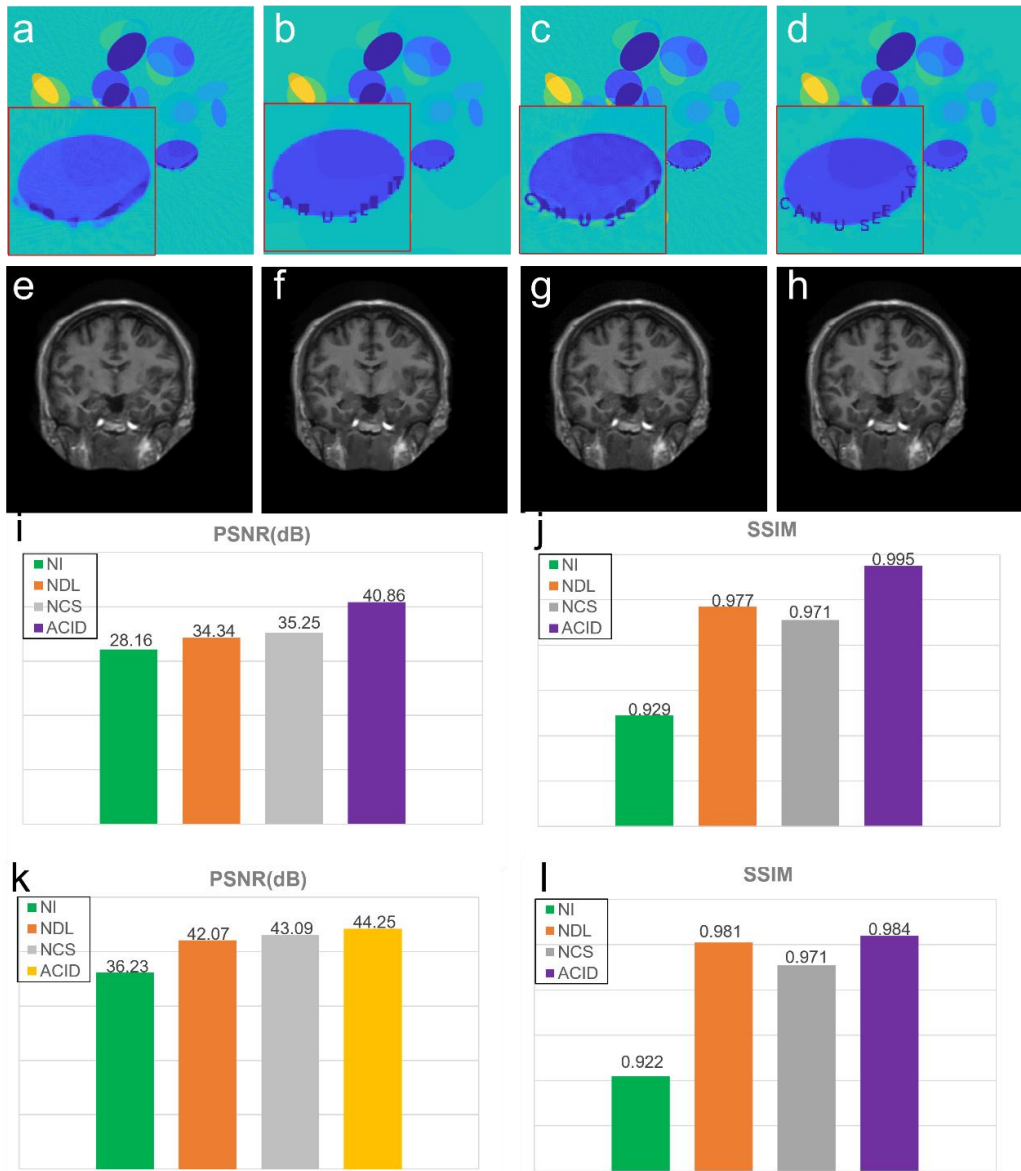 a
b
c
d
CAN U SEE IT
CAN U SEE IT
CAN U SEE IT
e
f
g
h
i
PSNR(dB)
NI
NDL
NCS
ACID
28.16
34.34
35.25
40.86
j
SSIM
NI
NDL
NCS
ACID
0.929
0.977
0.971
0.995
k
PSNR(dB)
NI
NDL
NCS
ACID
36.23
42.07
43.09
44.25
l
SSIM
NI
NDL
NCS
ACID
0.922
0.981
0.971
0.984